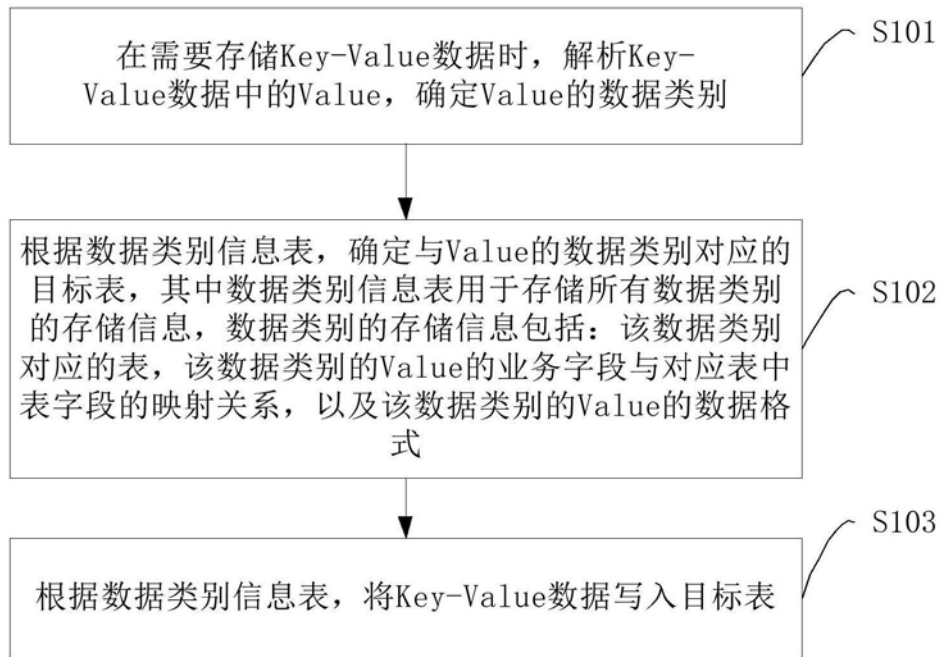 在需要存储Key-Value数据时，解析Key-
Value数据中的Value，确定Value的数据类别
S101
根据数据类别信息表，确定与Value的数据类别对应的
目标表，其中数据类别信息表用于存储所有数据类别
的存储信息，数据类别的存储信息包括：该数据类别
对应的表，该数据类别的Value的业务字段与对应表中
表字段的映射关系，以及该数据类别的Value的数据格
式
S102
根据数据类别信息表，将Key-Value数据写入目标表
S103